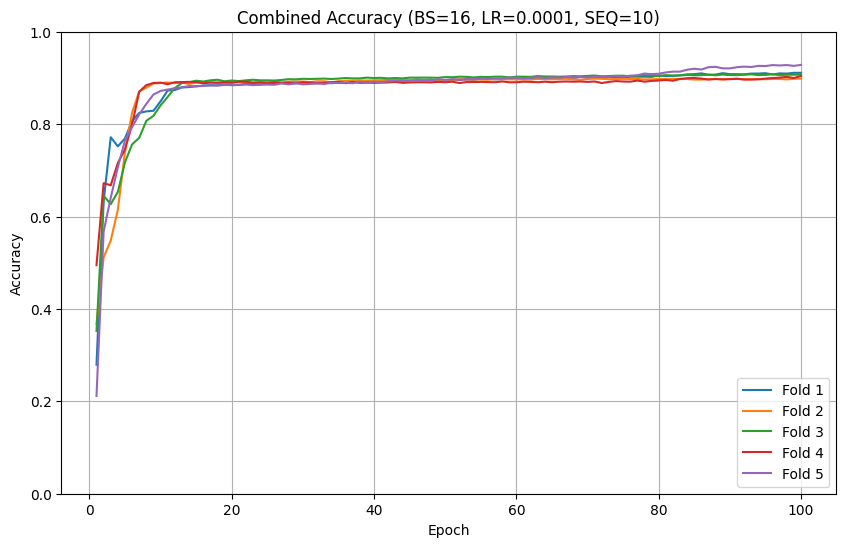 Combined Accuracy (BS=16, LR=0.0001, SEQ=10)
1.0
0.8
0.6
0.4
0.2
0.0
Accuracy
0 20 40 60 80 100
Epoch
Fold 1
Fold 2
Fold 3
Fold 4
Fold 5